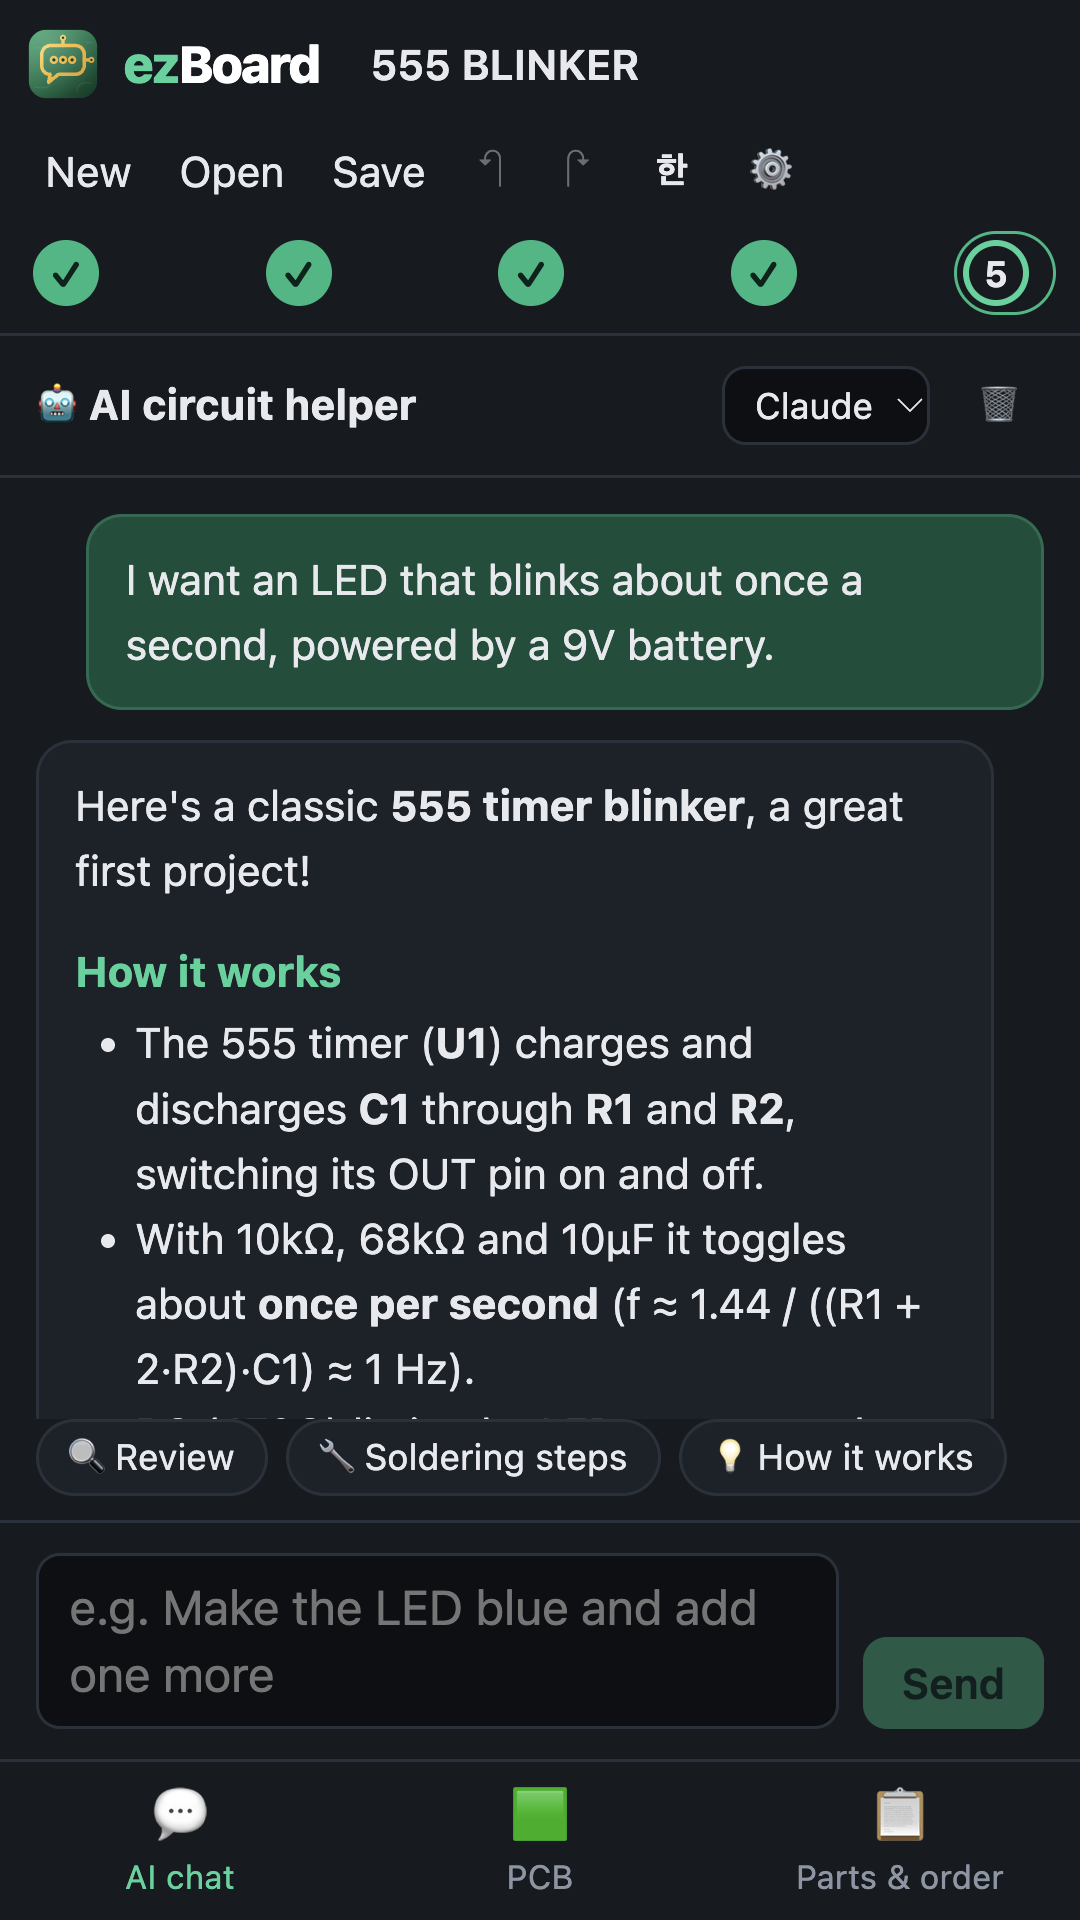 ezBoard 555 BLINKER
New Open Save 한
5
AI circuit helper Claude
I want an LED that blinks about once a
second, powered by a 9V battery.
Here's a classic 555 timer blinker, a great
first project!
How it works
• The 555 timer (U1) charges and
discharges C1 through R1 and R2,
switching its OUT pin on and off.
• With 10kΩ, 68kΩ and 10µF it toggles
about once per second (f ≈ 1.44 / ((R1 +
2·R2)·C1) ≈ 1 Hz).
Review Soldering steps How it works
e.g. Make the LED blue and add
one more
Send
AI chat PCB Parts & order